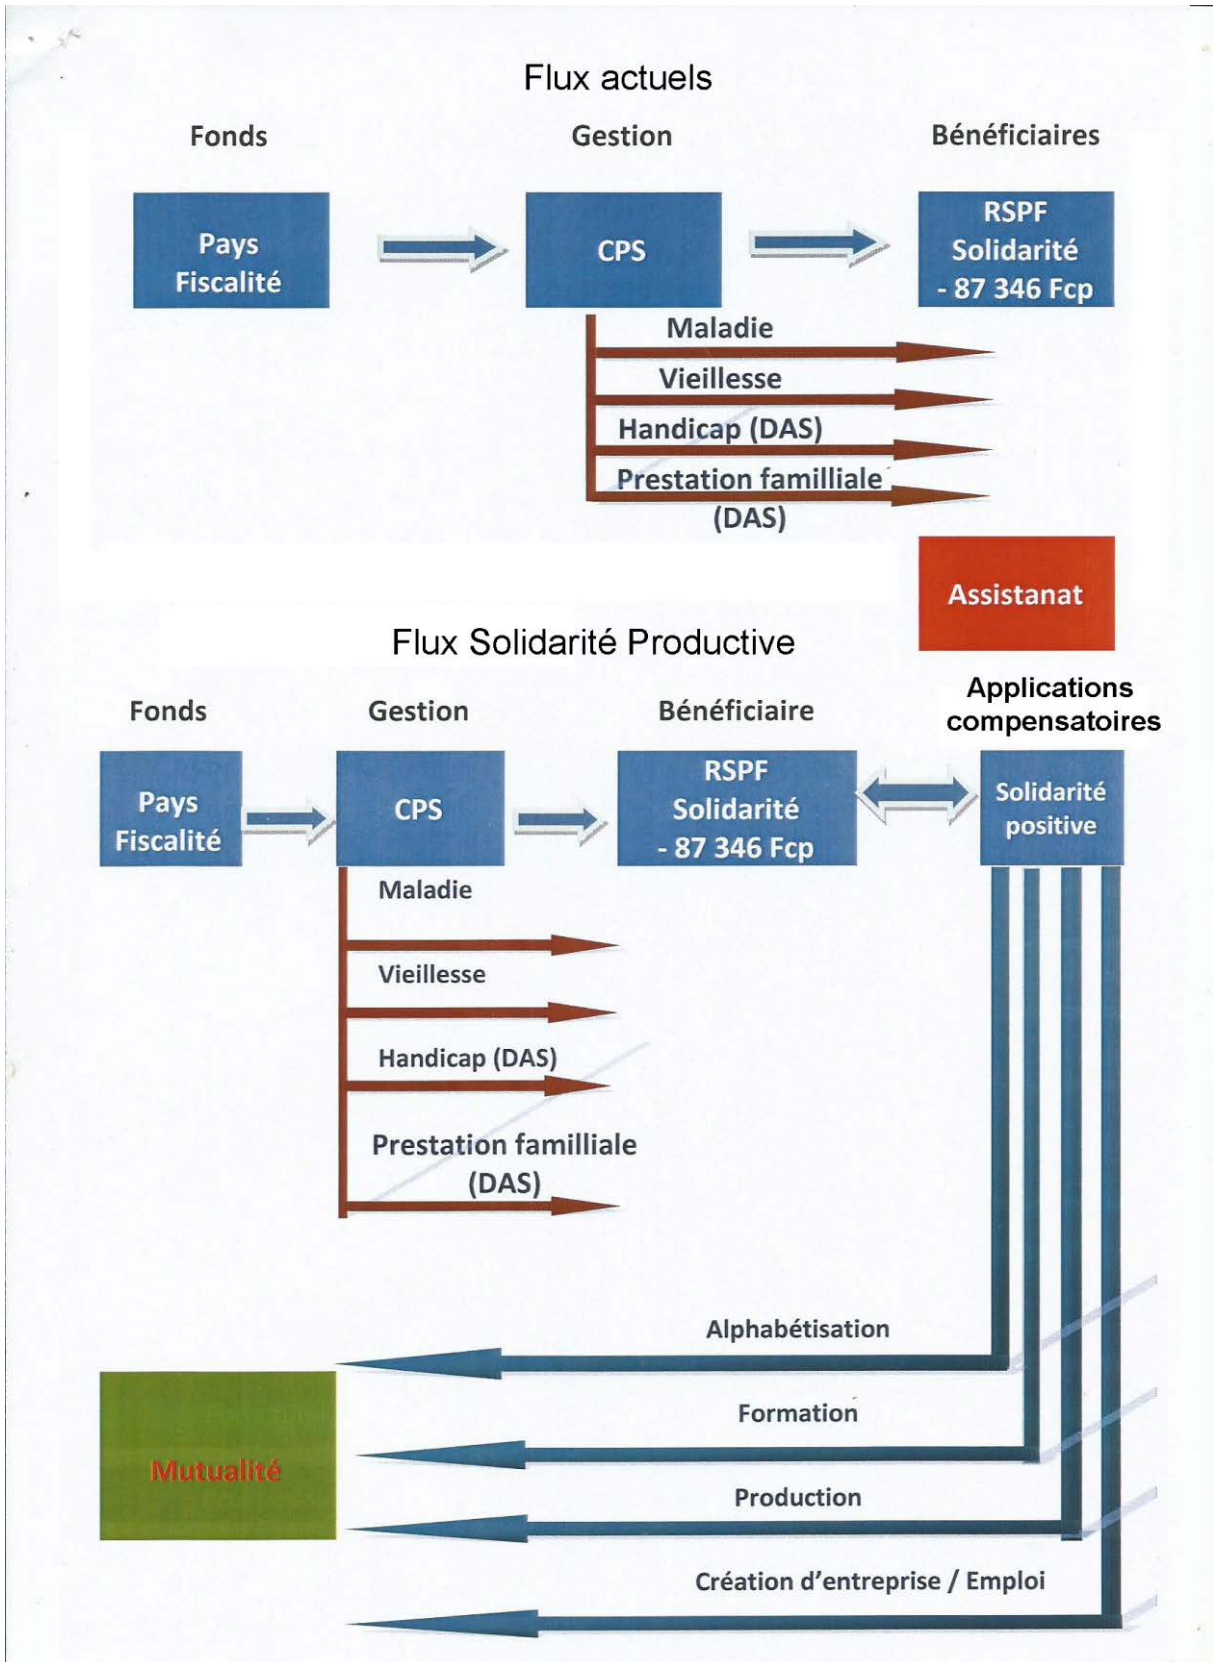 Flux actuels
Fonds Gestion Bénéficiaires
Pays
Fiscalité
CPS
RSPF
Solidarité
- 87 346 Fcp
Maladie
Vieillesse
Handicap (DAS)
Prestation familliale
(DAS)
Assistanat
Flux Solidarité Productive
Fonds Gestion Bénéficiaire
Applications
compensatoires
Pays
Fiscalité
CPS
RSPF
Solidarité
- 87 346 Fcp
Solidarité
positive
Maladie
Vieillesse
Handicap (DAS)
Prestation familliale
(DAS)
Alphabétisation
Formation
Mutualité
Production
Création d'entreprise / Emploi